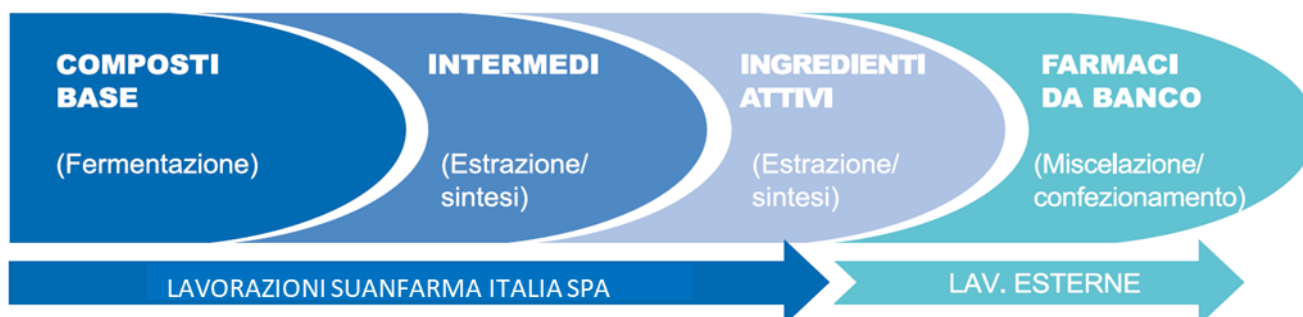 COMPOSTI
BASE
(Fermentazione)
INTERMEDI
(Estrazione/
sintesi)
INGREDIENTI
ATTIVI
(Estrazione/
sintesi)
FARMACI
DA BANCO
(Miscelazione/
confezionamento)
LAVORAZIONI SUANFARMA ITALIA SPA
LAV. ESTERNE